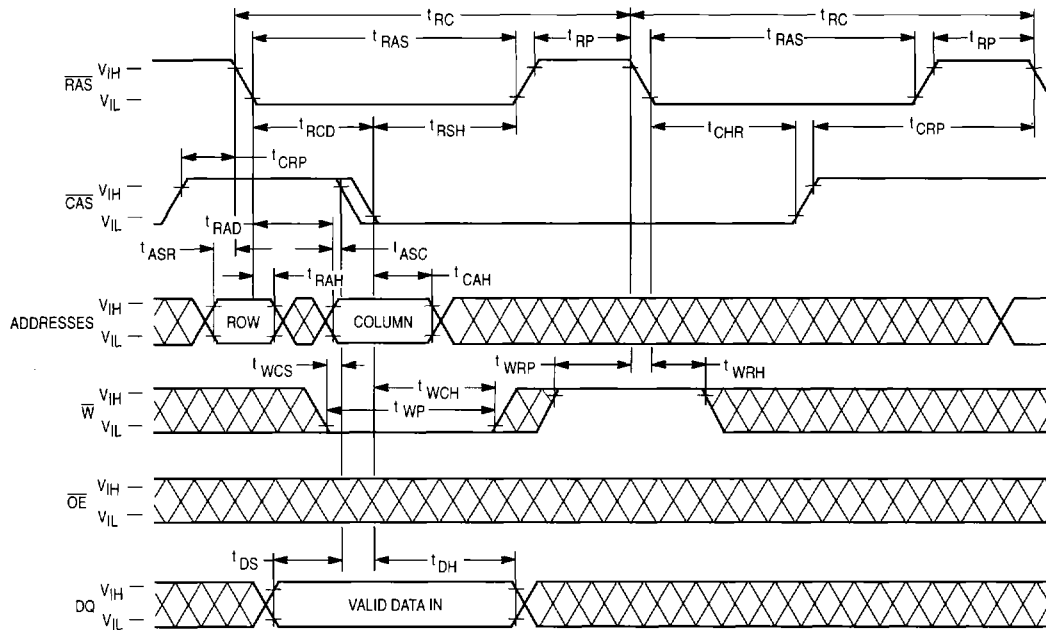 tRC tRC
tRAS tRP tRAS tRP
RAS VIH
VIL
tRCD tRSH tCHR tCRP
tCRP
CAS VIH
VIL
tRAD
tASR tASC
tRAH tCAH
ADDRESSES VIH
VIL
ROW COLUMN
tWCS tWCH tWRP tWRH
tWP
W VIH
VIL
OE VIH
VIL
tDS tDH
DQ VIH
VIL
VALID DATA IN